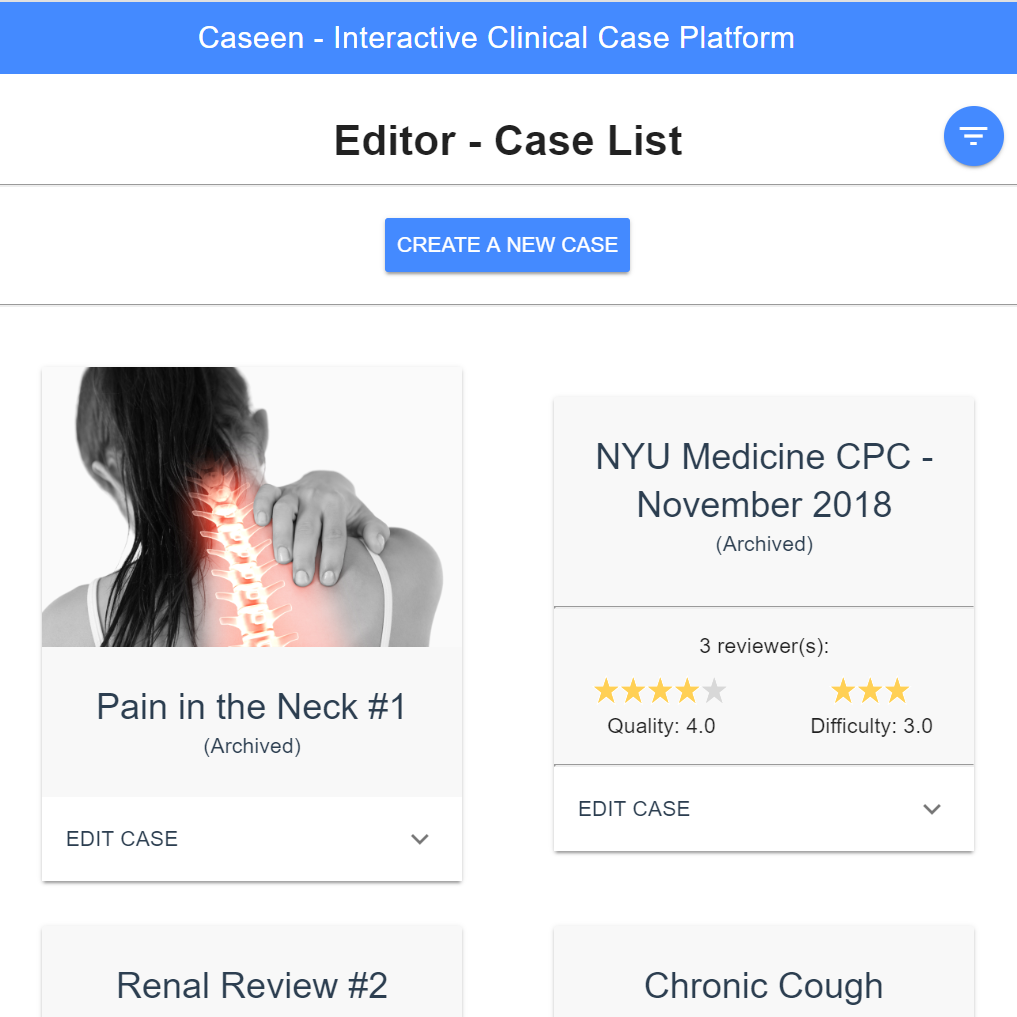 Caseen - Interactive Clinical Case Platform
Editor - Case List
CREATE A NEW CASE
Pain in the Neck #1
(Archived)
EDIT CASE
NYU Medicine CPC -
November 2018
(Archived)
3 reviewer(s):
Quality: 4.0
Difficulty: 3.0
EDIT CASE
Renal Review #2
Chronic Cough